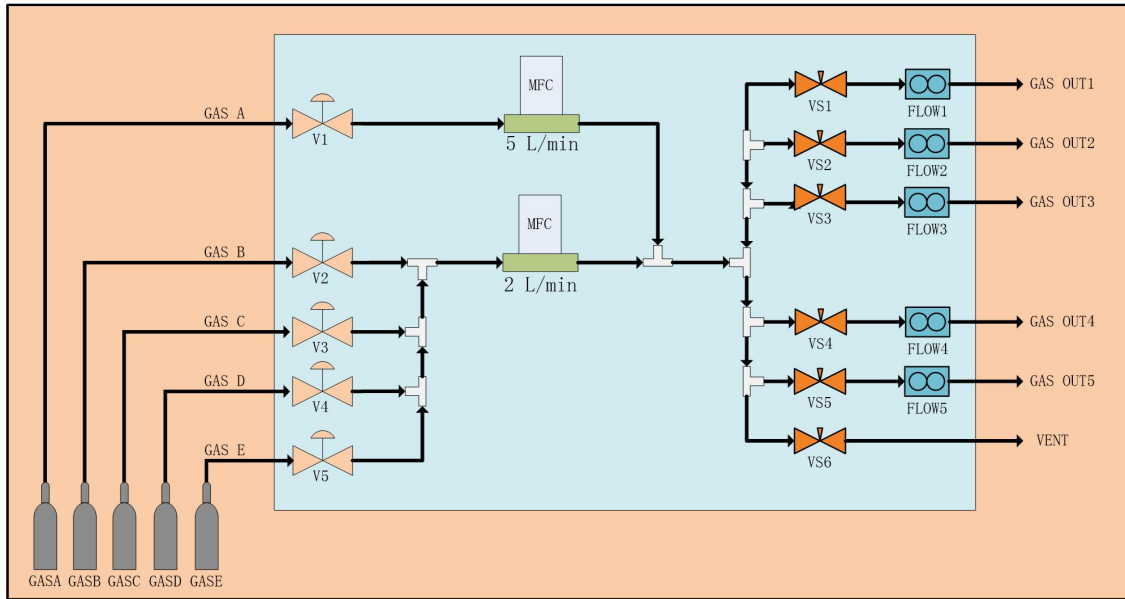 GAS A
V1
MFC
5 L/min
GAS B
V2
MFC
2 L/min
GAS C
V3
GAS D
V4
GAS E
V5
GASA GASB GASC GASD GASE
VS1
FLOW1
GAS OUT1
VS2
FLOW2
GAS OUT2
VS3
FLOW3
GAS OUT3
VS4
FLOW4
GAS OUT4
VS5
FLOW5
GAS OUT5
VS6
VENT